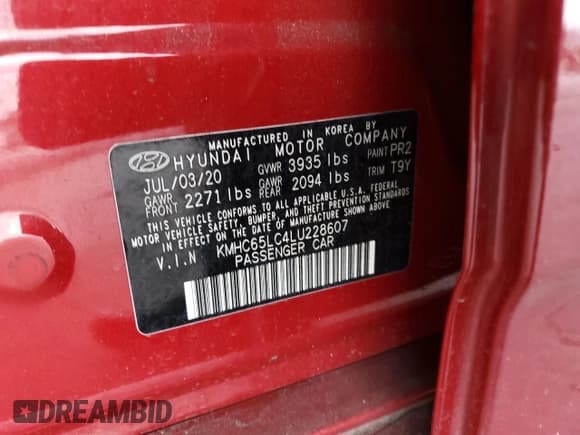 MANUFACTURED IN KOREA BY
HYUNDAI MOTOR COMPANY
JUL/03/20 GVWR 3935 lbs PAINT PR2
GAWR FRONT 2271 lbs GAWR REAR 2094 lbs TRIM T9Y
THIS VEHICLE CONFORMS TO ALL APPLICABLE U.S.A. FEDERAL
MOTOR VEHICLE SAFETY, BUMPER, AND THEFT PREVENTION STANDARDS
IN EFFECT ON THE DATE OF MANUFACTURE SHOWN ABOVE.
V.I.N KMHC65LC4LU228607
PASSENGER CAR
DREAMBID